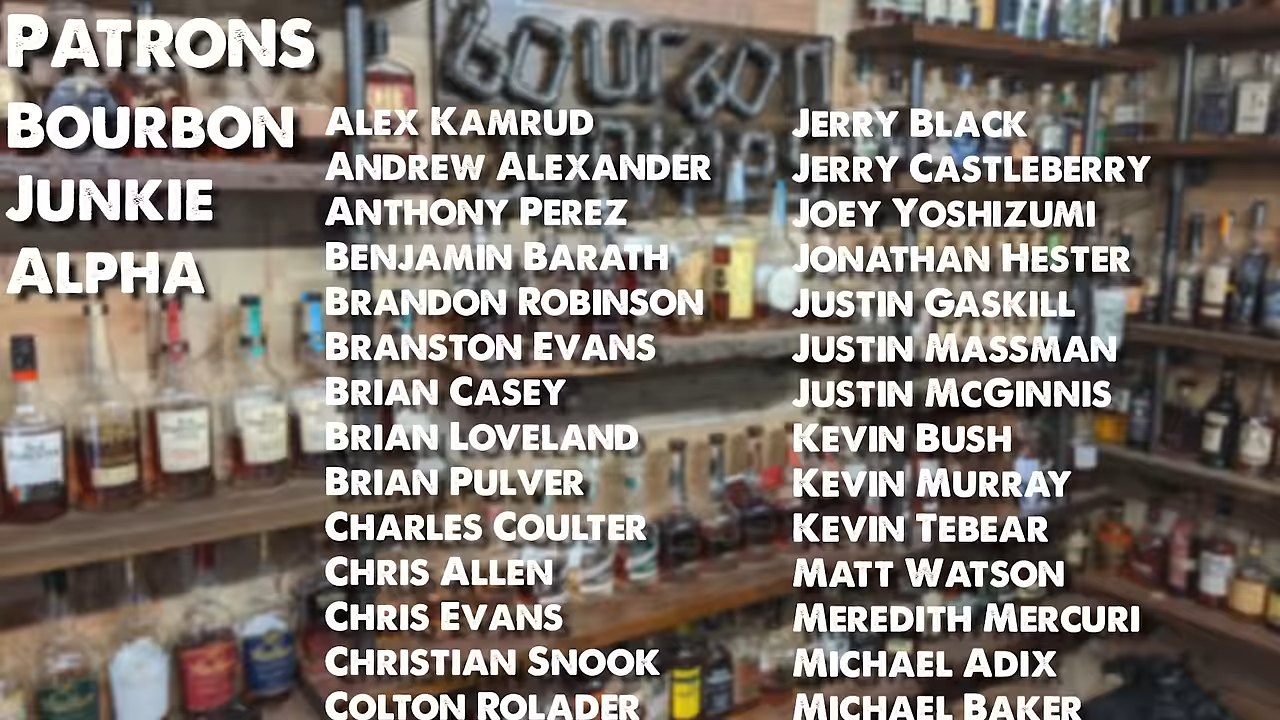 Patrons
Bourbon
Junkie
Alpha
bourbon
Alex Kamrud
Andrew Alexander
Anthony Perez
Benjamin Barath
Brandon Robinson
Branston Evans
Brian Casey
Brian Loveland
Brian Pulver
Charles Coulter
Chris Allen
Chris Evans
Christian Snook
Colton Rolader
Jerry Black
Jerry Castleberry
Joey Yoshizumi
Jonathan Hester
Justin Gaskill
Justin Massman
Justin McGinnis
Kevin Bush
Kevin Murray
Kevin Tebear
Matt Watson
Meredith Mercuri
Michael Adix
Michael Baker